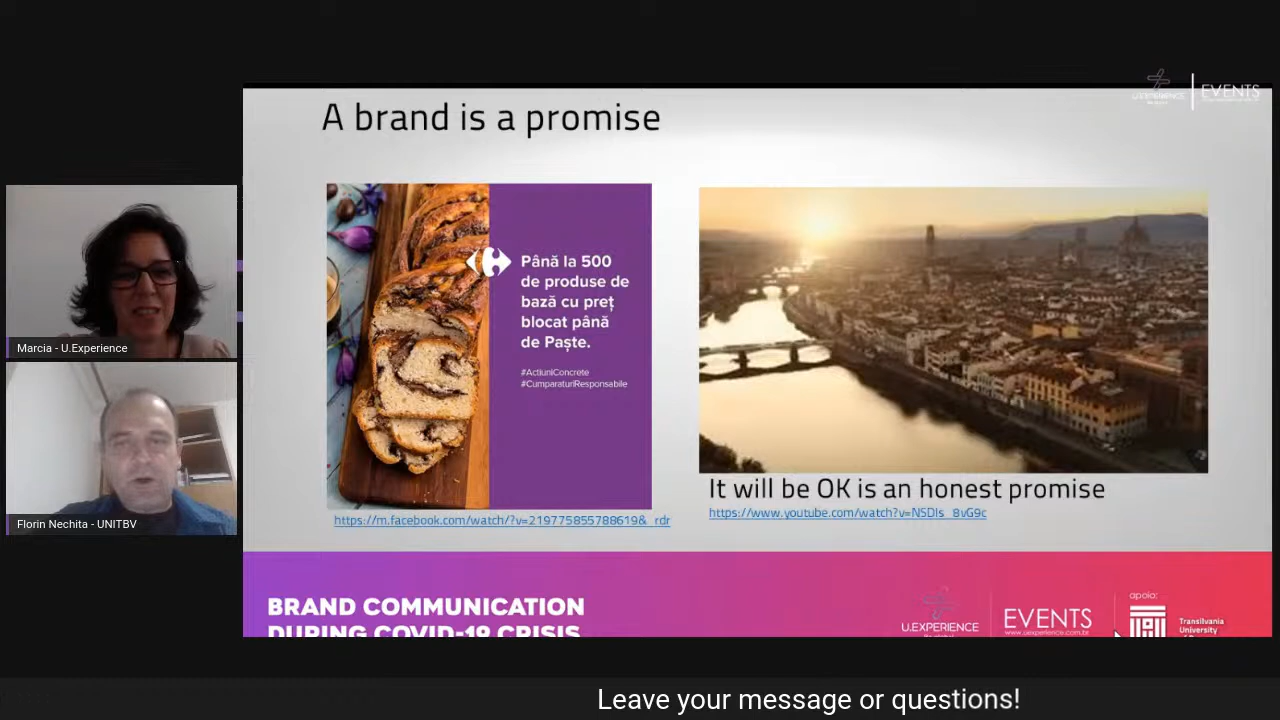 A brand is a promise
U.EXPERIENCE
EVENTS
Marcia - U.Experience
Florin Nechita - UNITBV
Până la 500
de produse de
bază cu preț
blocat până
de Paște.
#ActiuniConcrete
#CumparaturiResponsabile
https://m.facebook.com/watch/?v=219775855788619&_rdr
It will be OK is an honest promise
https://www.youtube.com/watch?v=NSDls_8vG9c
BRAND COMMUNICATION
DURING COVID-19 CRISIS
U.EXPERIENCE
EVENTS
www.uexperience.com.br
apoio:
Transilvania
University
Leave your message or questions!